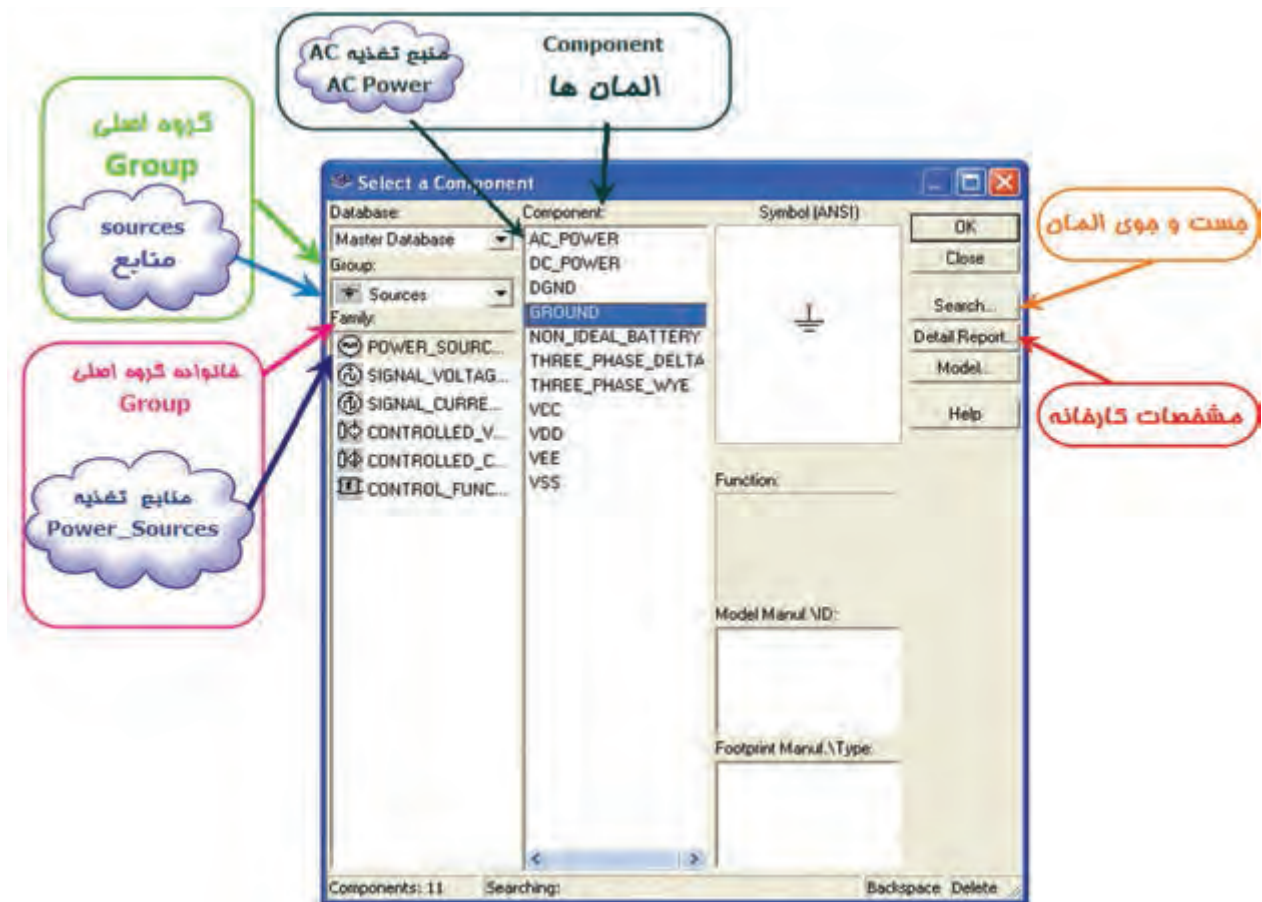 منبع تغذیه AC
AC Power
Component
المان ها
گروه اصلی
Group
sources
منابع
خانواده گروه اصلی
Group
منابع تغذیه
Power_Sources
Select a Component
Database:
Master Database
Group:
Sources
Family:
POWER_SOURC...
SIGNAL_VOLTAG...
SIGNAL_CURRE...
CONTROLLED_V...
CONTROLLED_C...
CONTROL_FUNC...
Component:
AC_POWER
DC_POWER
DGND
GROUND
NON_IDEAL_BATTERY
THREE_PHASE_DELTA
THREE_PHASE_WYE
VCC
VDD
VEE
VSS
Symbol (ANSI)
Function:
Model Manuf.\ID:
Footprint Manuf.\Type:
OK
Close
Search...
Detail Report...
Model...
Help
جست و جوی المان
مشخصات کارخانه
Components: 11 Searching: Backspace Delete